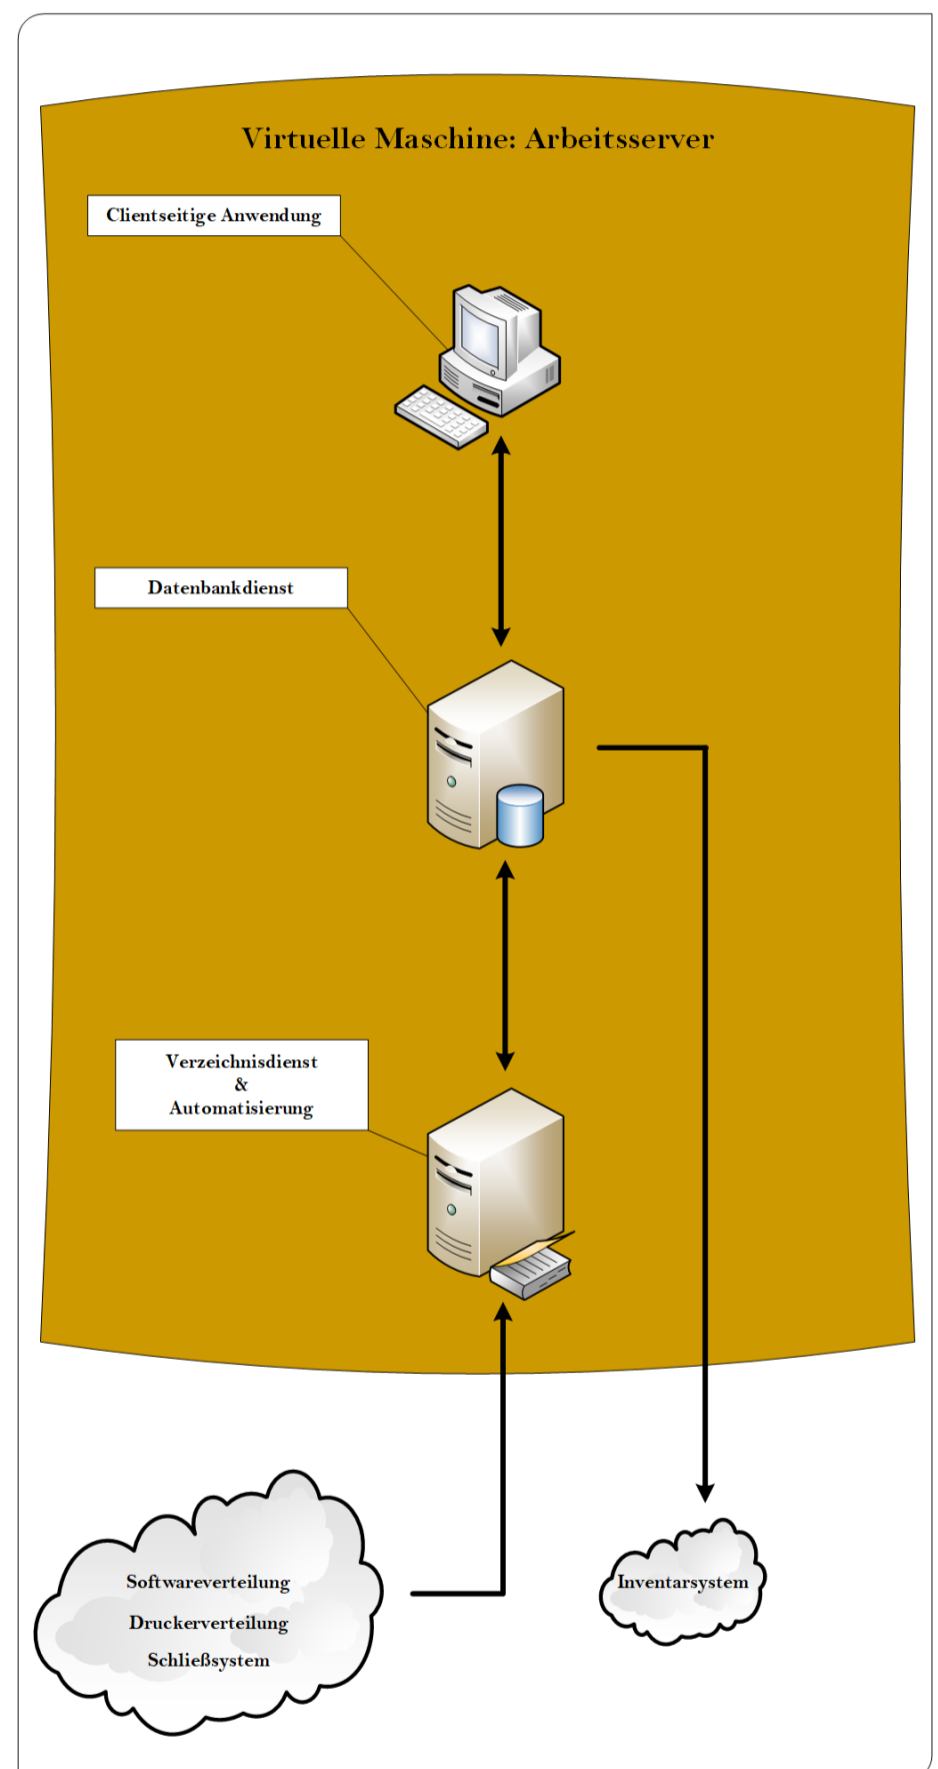 Virtuelle Maschine: Arbeitsserver
Clientseitige Anwendung
Datenbankdienst
Verzeichnisdienst
&
Automatisierung
Softwareverteilung
Druckerverteilung
Schließsystem
Inventarsystem